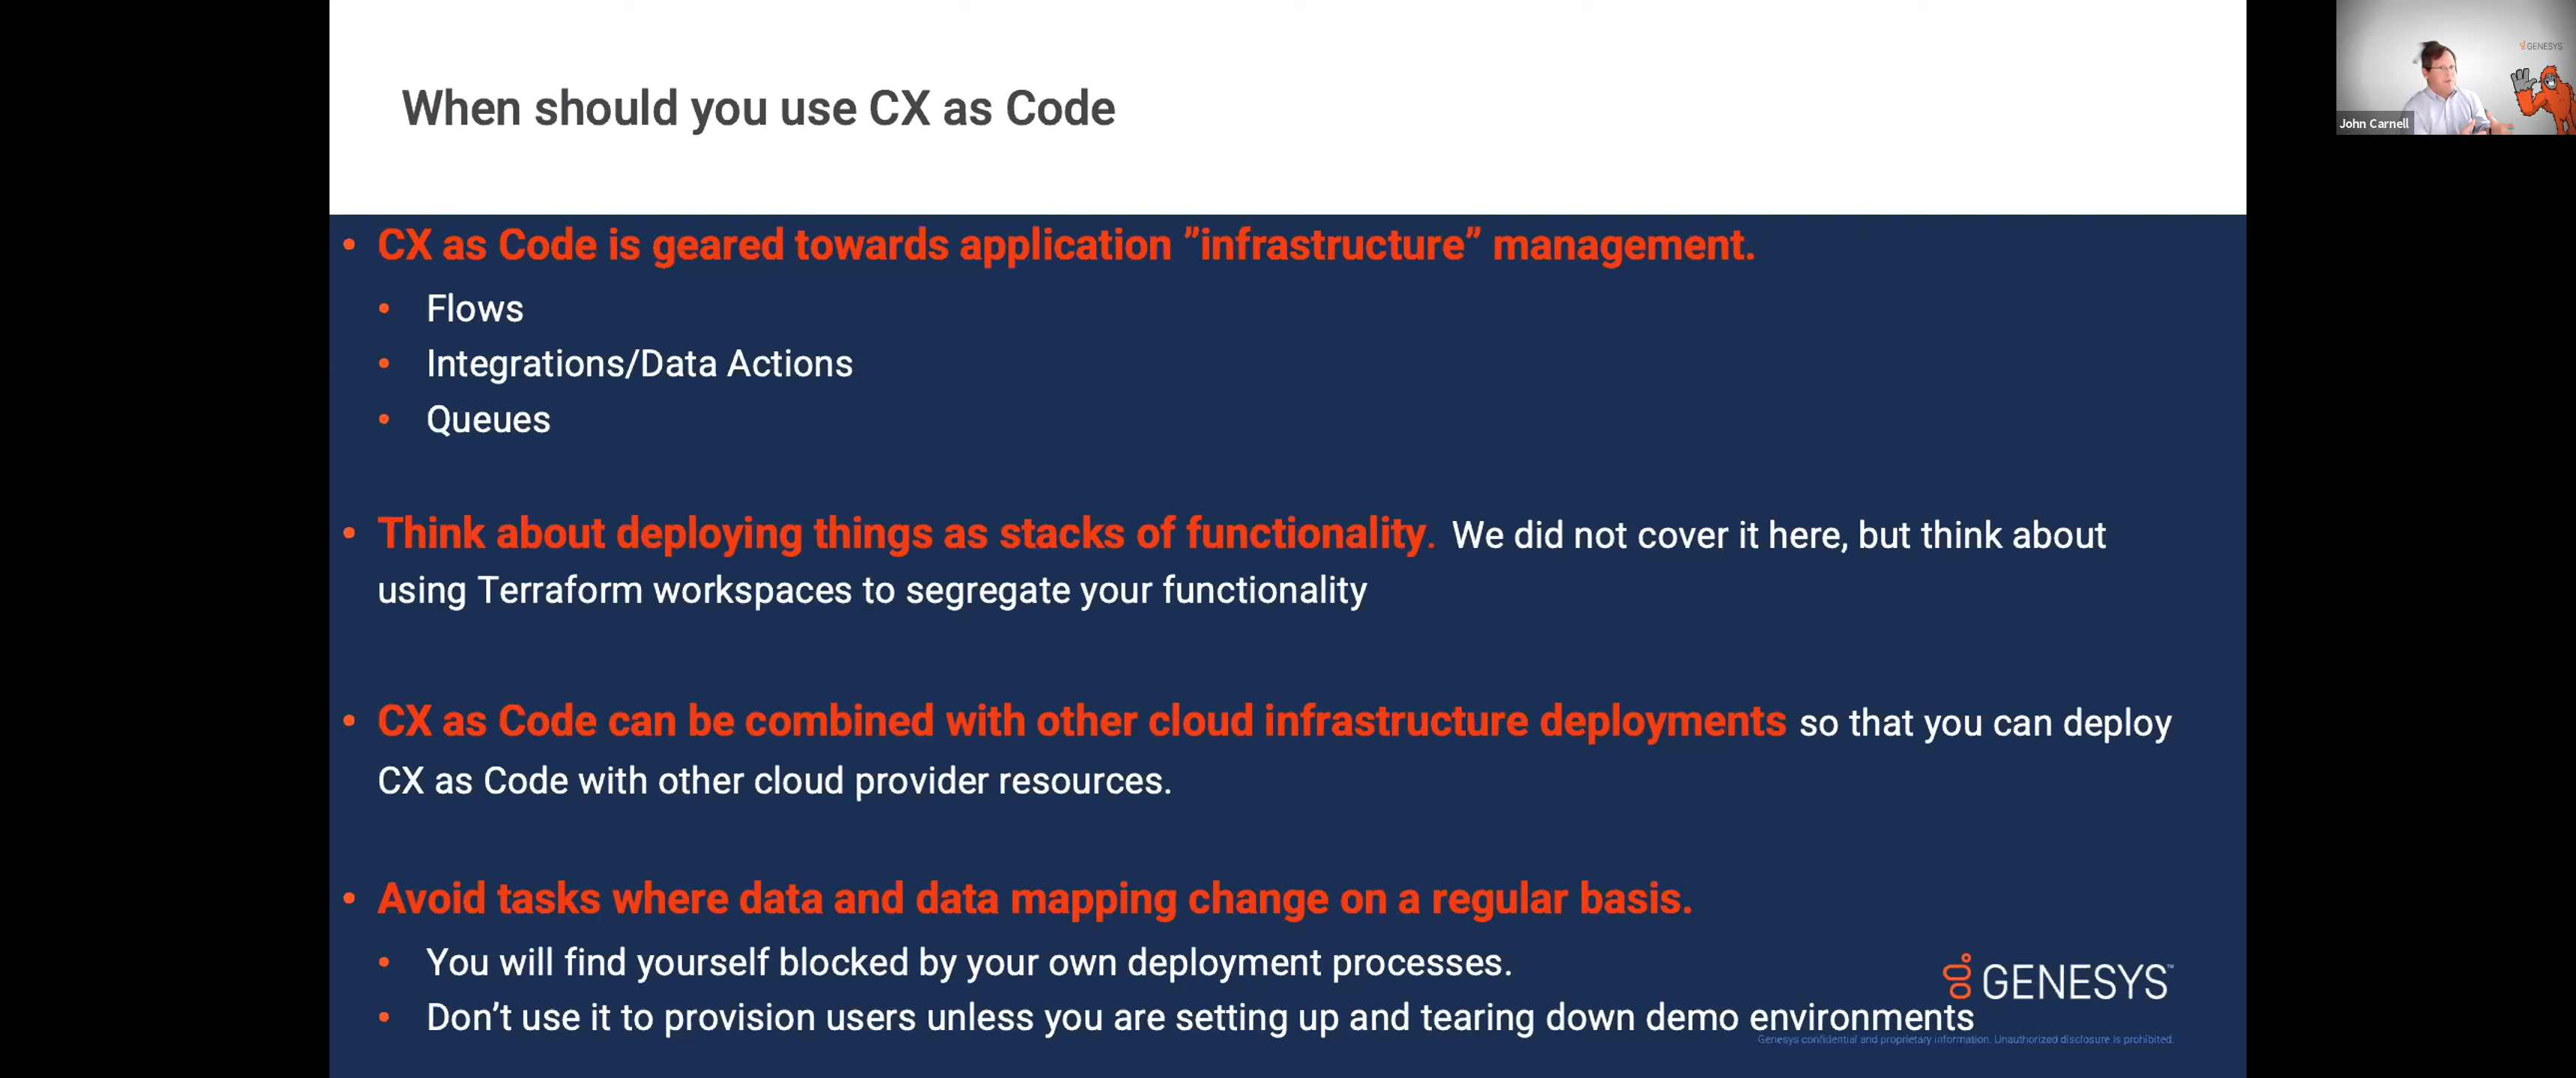 When should you use CX as Code
GENESYS
John Carnell
• CX as Code is geared towards application ”infrastructure” management.
• Flows
• Integrations/Data Actions
• Queues
• Think about deploying things as stacks of functionality. We did not cover it here, but think about
using Terraform workspaces to segregate your functionality
• CX as Code can be combined with other cloud infrastructure deployments so that you can deploy
CX as Code with other cloud provider resources.
• Avoid tasks where data and data mapping change on a regular basis.
• You will find yourself blocked by your own deployment processes.
GENESYS™
• Don’t use it to provision users unless you are setting up and tearing down demo environments
Genesys confidential and proprietary information. Unauthorized disclosure is prohibited.